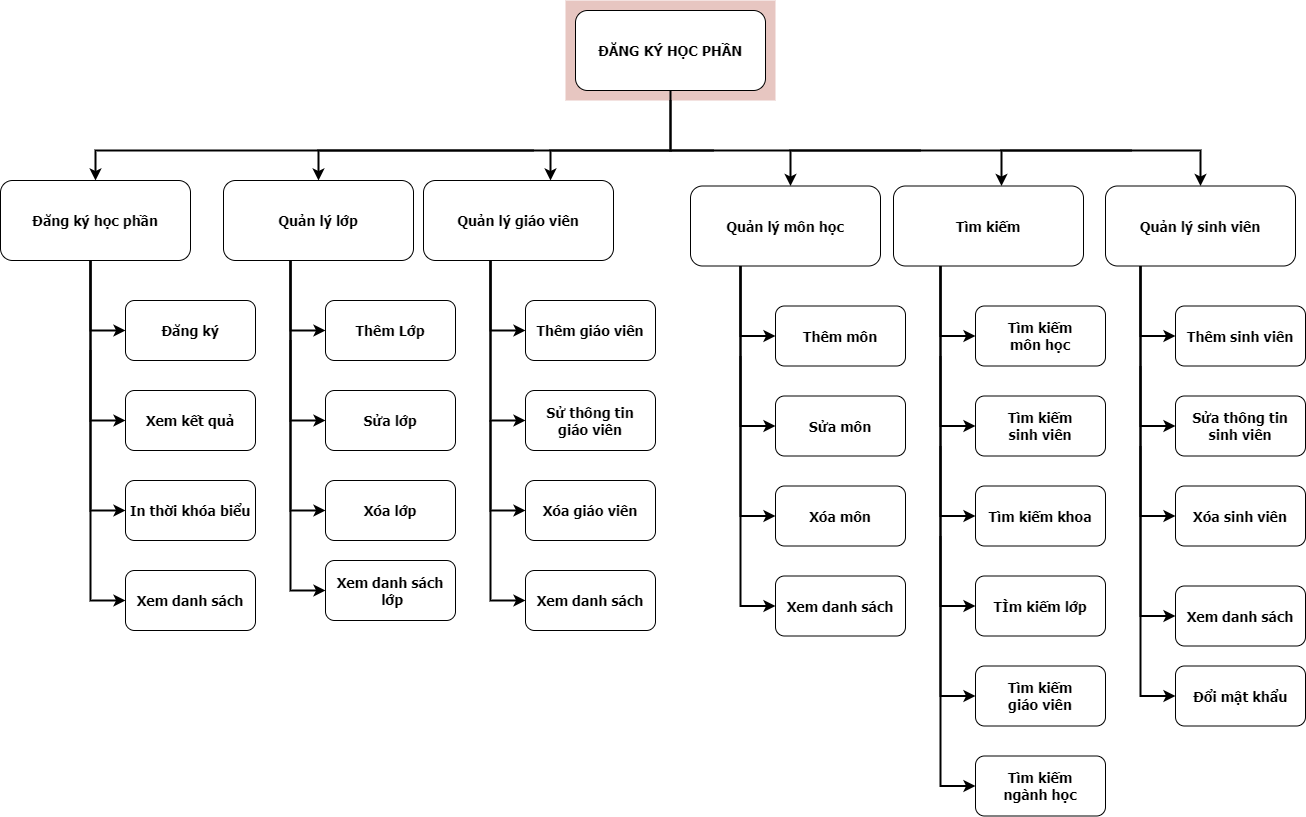 ĐĂNG KÝ HỌC PHẦN
Đăng ký học phần
Đăng ký
Xem kết quả
In thời khóa biểu
Xem danh sách
Quản lý lớp
Thêm Lớp
Sửa lớp
Xóa lớp
Xem danh sách
lớp
Quản lý giáo viên
Thêm giáo viên
Sử thông tin
giáo viên
Xóa giáo viên
Xem danh sách
Quản lý môn học
Thêm môn
Sửa môn
Xóa môn
Xem danh sách
Tìm kiếm
Tìm kiếm
môn học
Tìm kiếm
sinh viên
Tìm kiếm khoa
TÌm kiếm lớp
Tìm kiếm
giáo viên
Tìm kiếm
ngành học
Quản lý sinh viên
Thêm sinh viên
Sửa thông tin
sinh viên
Xóa sinh viên
Xem danh sách
Đổi mật khẩu